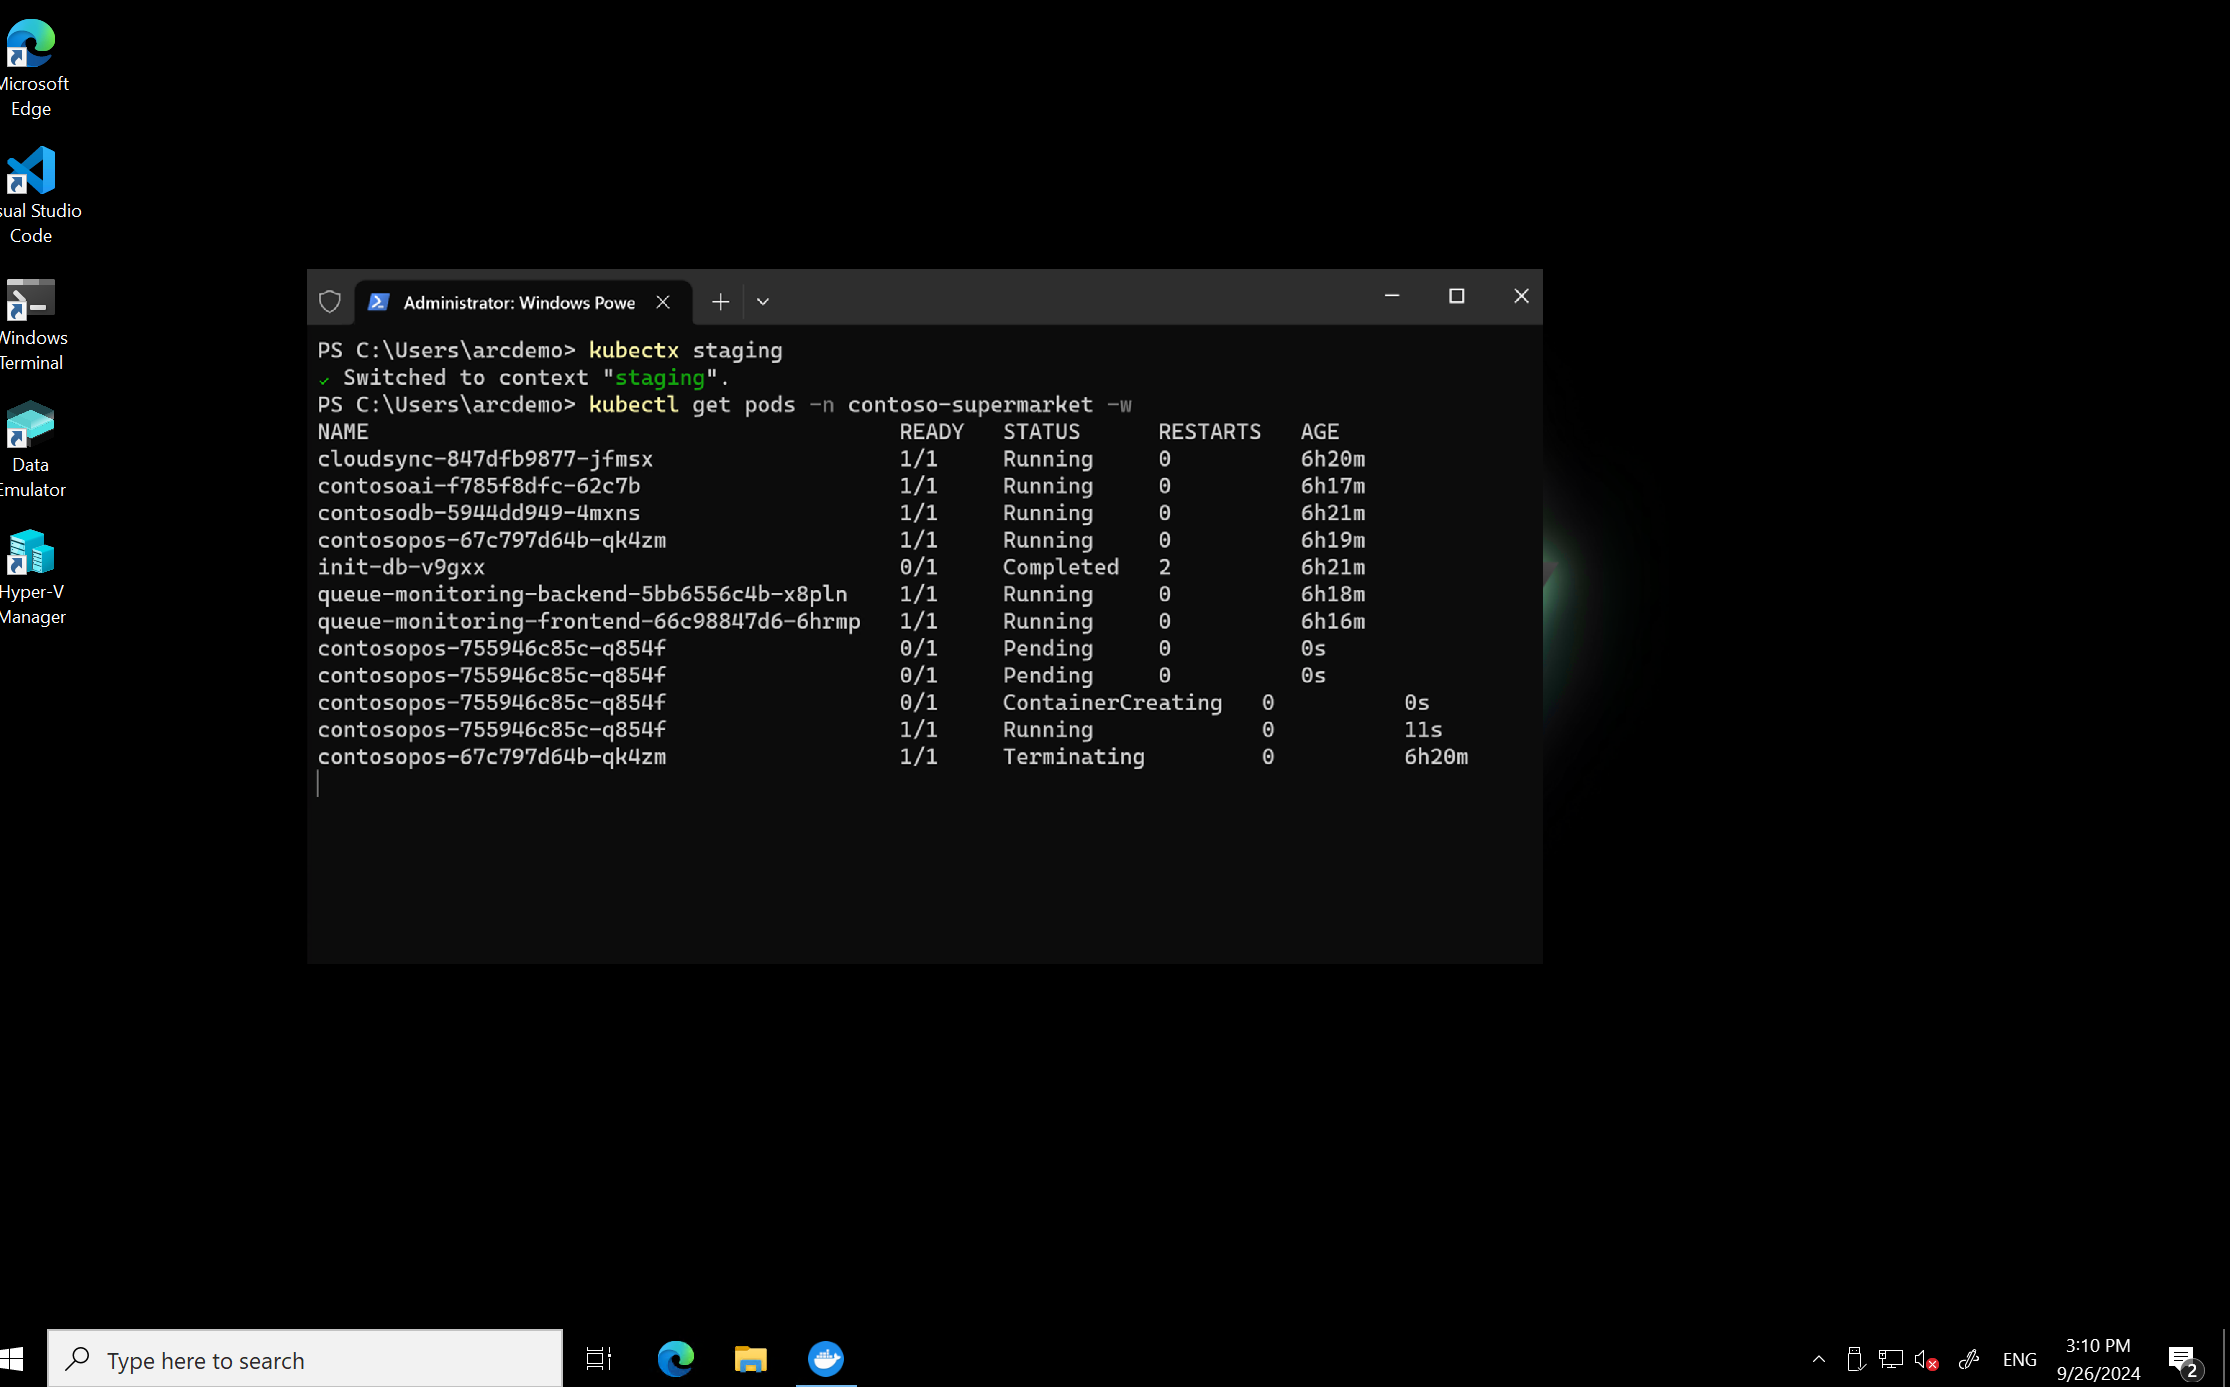 Microsoft
Edge
sual Studio
Code
Windows
Terminal
Data
Emulator
Hyper-V
Manager
Administrator: Windows Powe
PS C:\Users\arcdemo> kubectx staging
✓ Switched to context "staging".
PS C:\Users\arcdemo> kubectl get pods -n contoso-supermarket -w
NAME READY STATUS RESTARTS AGE
cloudsync-847dfb9877-jfmsx 1/1 Running 0 6h20m
contosoai-f785f8dfc-62c7b 1/1 Running 0 6h17m
contosodb-5944dd949-4mxns 1/1 Running 0 6h21m
contosopos-67c797d64b-qk4zm 1/1 Running 0 6h19m
init-db-v9gxx 0/1 Completed 2 6h21m
queue-monitoring-backend-5bb6556c4b-x8pln 1/1 Running 0 6h18m
queue-monitoring-frontend-66c98847d6-6hrmp 1/1 Running 0 6h16m
contosopos-755946c85c-q854f 0/1 Pending 0 0s
contosopos-755946c85c-q854f 0/1 Pending 0 0s
contosopos-755946c85c-q854f 0/1 ContainerCreating 0 0s
contosopos-755946c85c-q854f 1/1 Running 0 11s
contosopos-67c797d64b-qk4zm 1/1 Terminating 0 6h20m
Type here to search
ENG
3:10 PM
9/26/2024
2